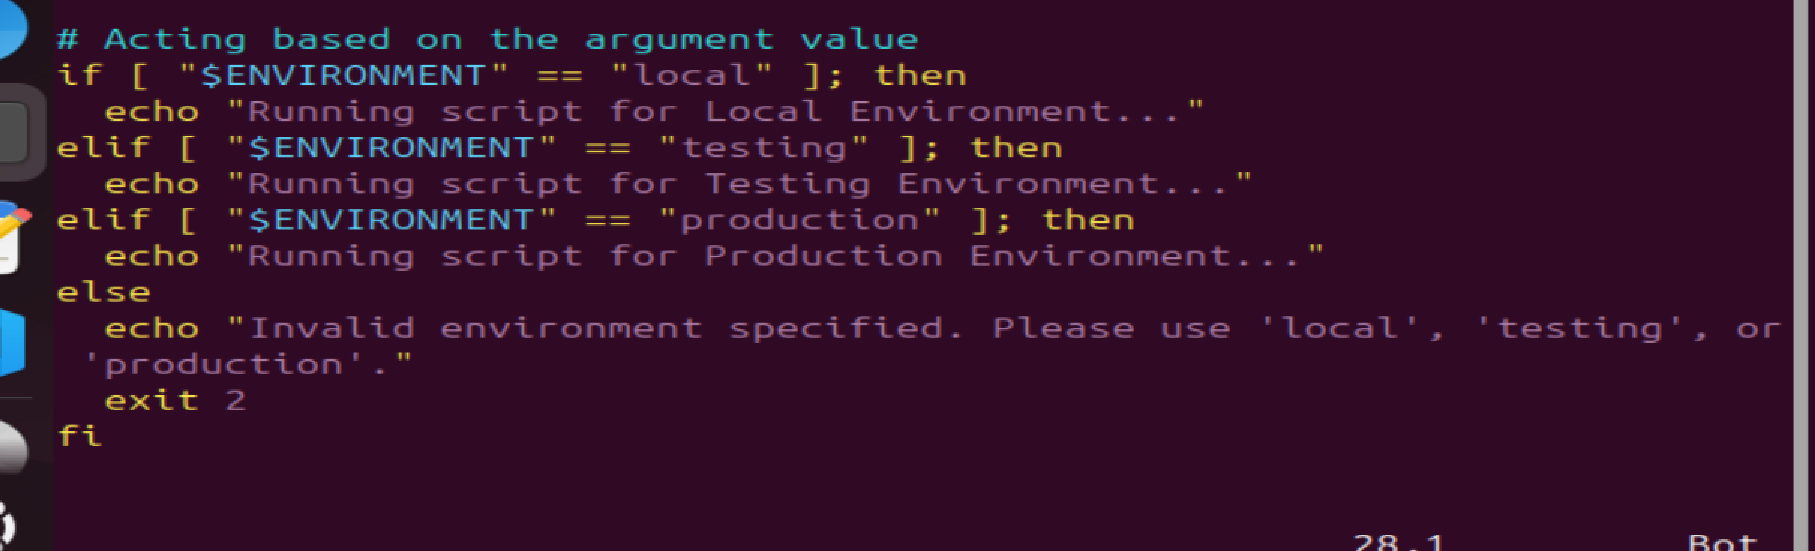 # Acting based on the argument value
if [ "$ENVIRONMENT" == "local" ]; then
  echo "Running script for Local Environment..."
elif [ "$ENVIRONMENT" == "testing" ]; then
  echo "Running script for Testing Environment..."
elif [ "$ENVIRONMENT" == "production" ]; then
  echo "Running script for Production Environment..."
else
  echo "Invalid environment specified. Please use 'local', 'testing', or
 'production'."
  exit 2
fi
28,1 Bot